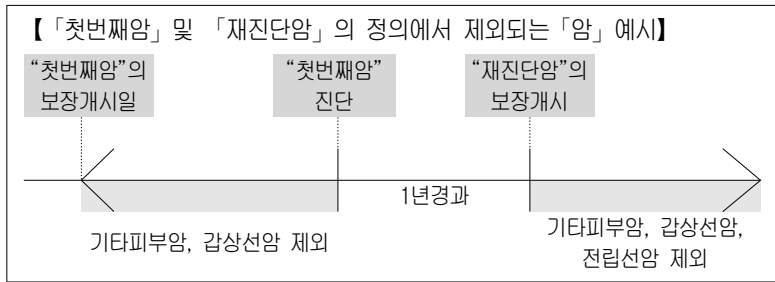 【「첫번째암」 및 「재진단암」의 정의에서 제외되는「암」예시】
“첫번째암”의
보장개시일
“첫번째암”
진단
“재진단암”의
보장개시
1년경과
기타피부암, 갑상선암 제외
기타피부암, 갑상선암,
전립선암 제외